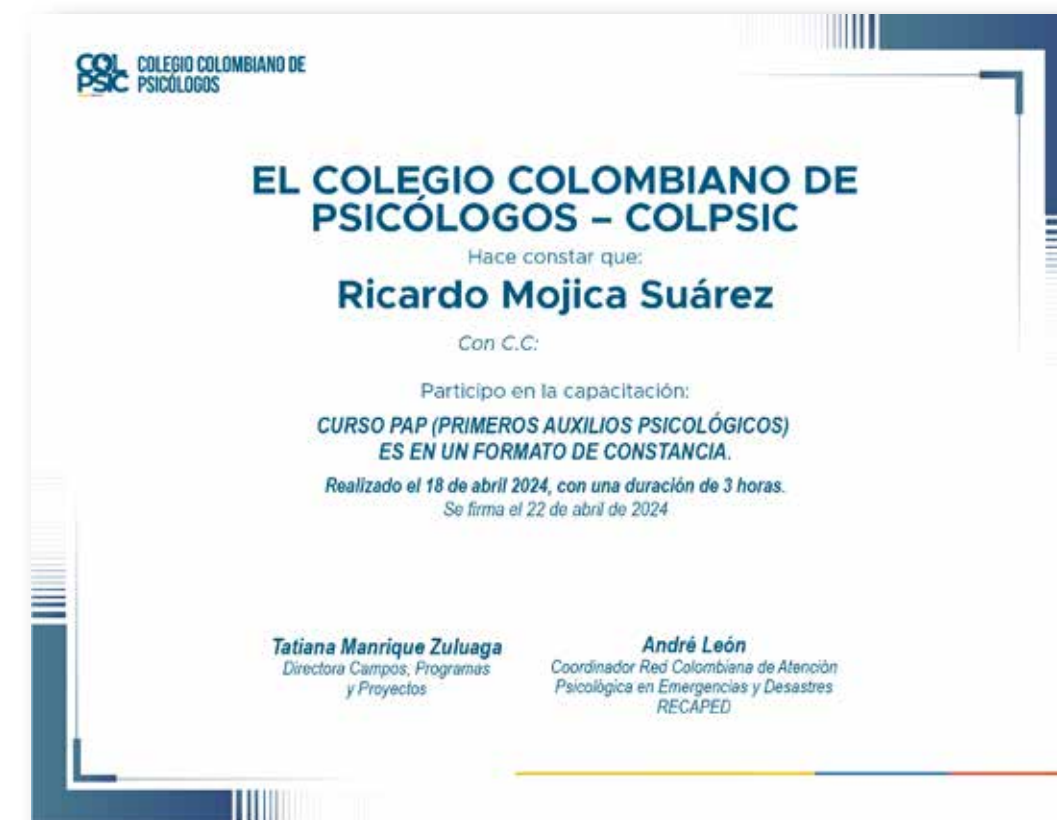 COL
PSIC
COLEGIO COLOMBIANO DE
PSICÓLOGOS
EL COLEGIO COLOMBIANO DE
PSICÓLOGOS – COLPSIC
Hace constar que:
Ricardo Mojica Suárez
Con C.C:
Participo en la capacitación:
CURSO PAP (PRIMEROS AUXILIOS PSICOLÓGICOS)
ES EN UN FORMATO DE CONSTANCIA.
Realizado el 18 de abril 2024, con una duración de 3 horas.
Se firma el 22 de abril de 2024
Tatiana Manrique Zuluaga
Directora Campos, Programas
y Proyectos
André León
Coordinador Red Colombiana de Atención
Psicológica en Emergencias y Desastres
RECAPED